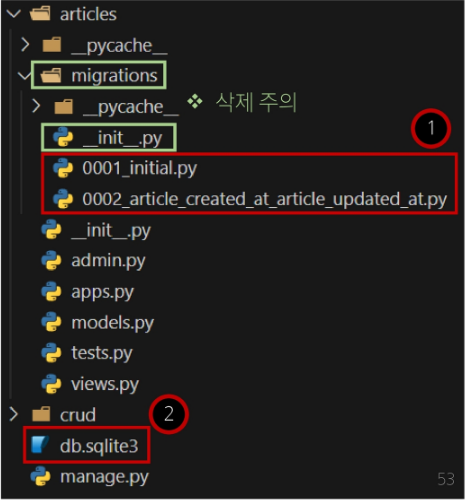 articles
__pycache__
migrations
__pycache__ ❖ 삭제 주의
__init__.py
1
0001_initial.py
0002_article_created_at_article_updated_at.py
__init__.py
admin.py
apps.py
models.py
tests.py
views.py
crud
2
db.sqlite3
manage.py
53